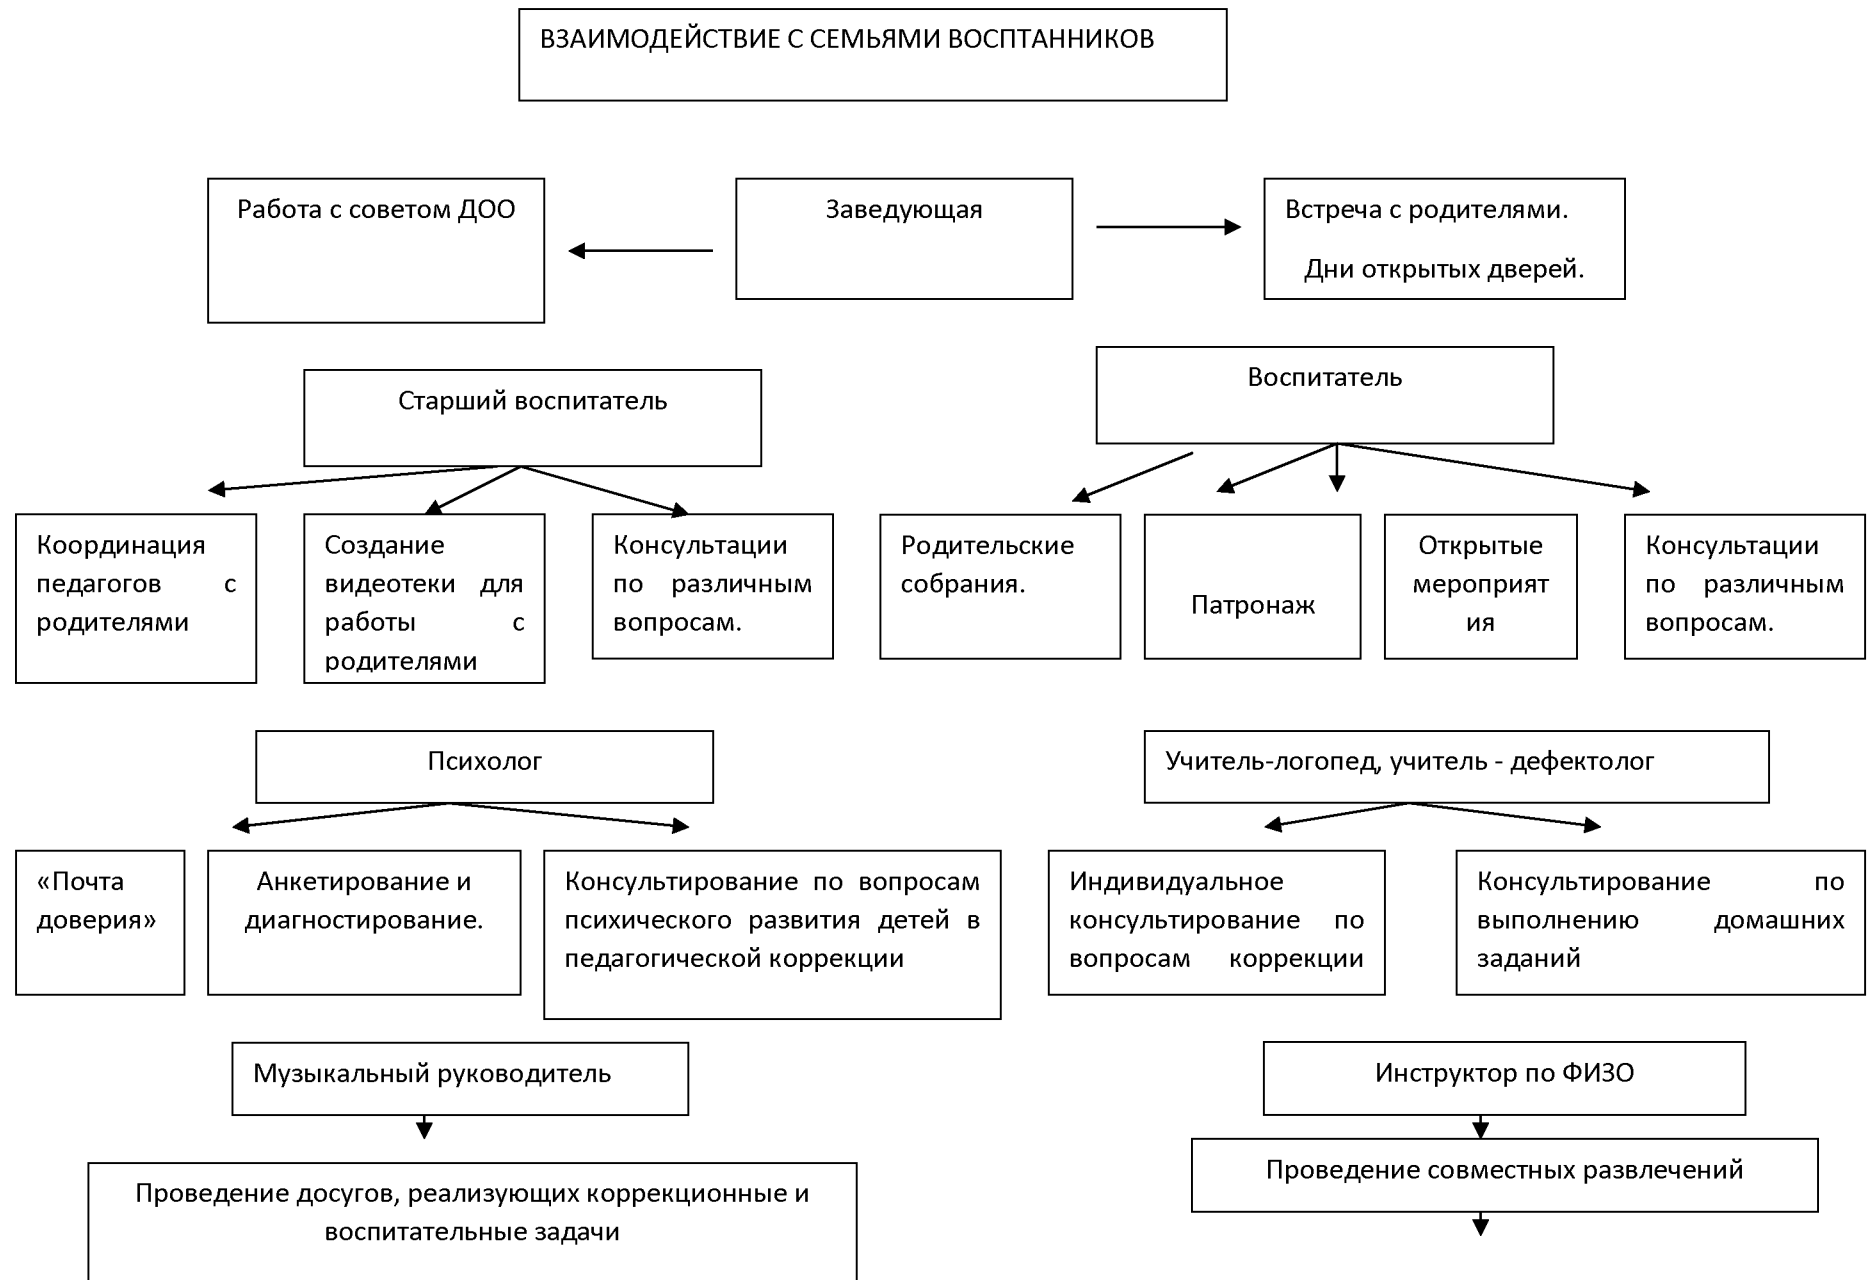 ВЗАИМОДЕЙСТВИЕ С СЕМЬЯМИ ВОСПТАННИКОВ
Работа с советом ДОО
Заведующая
Встреча с родителями.
Дни открытых дверей.
Старший воспитатель
Воспитатель
Координация
педагогов с
родителями
Создание
видеотеки для
работы с
родителями
Консультации
по различным
вопросам.
Родительские
собрания.
Патронаж
Открытые
мероприят
ия
Консультации
по различным
вопросам.
Психолог
Учитель-логопед, учитель - дефектолог
«Почта
доверия»
Анкетирование и
диагностирование.
Консультирование по вопросам
психического развития детей в
педагогической коррекции
Индивидуальное
консультирование по
вопросам коррекции
Консультирование по
выполнению домашних
заданий
Музыкальный руководитель
Инструктор по ФИЗО
Проведение досугов, реализующих коррекционные и
воспитательные задачи
Проведение совместных развлечений